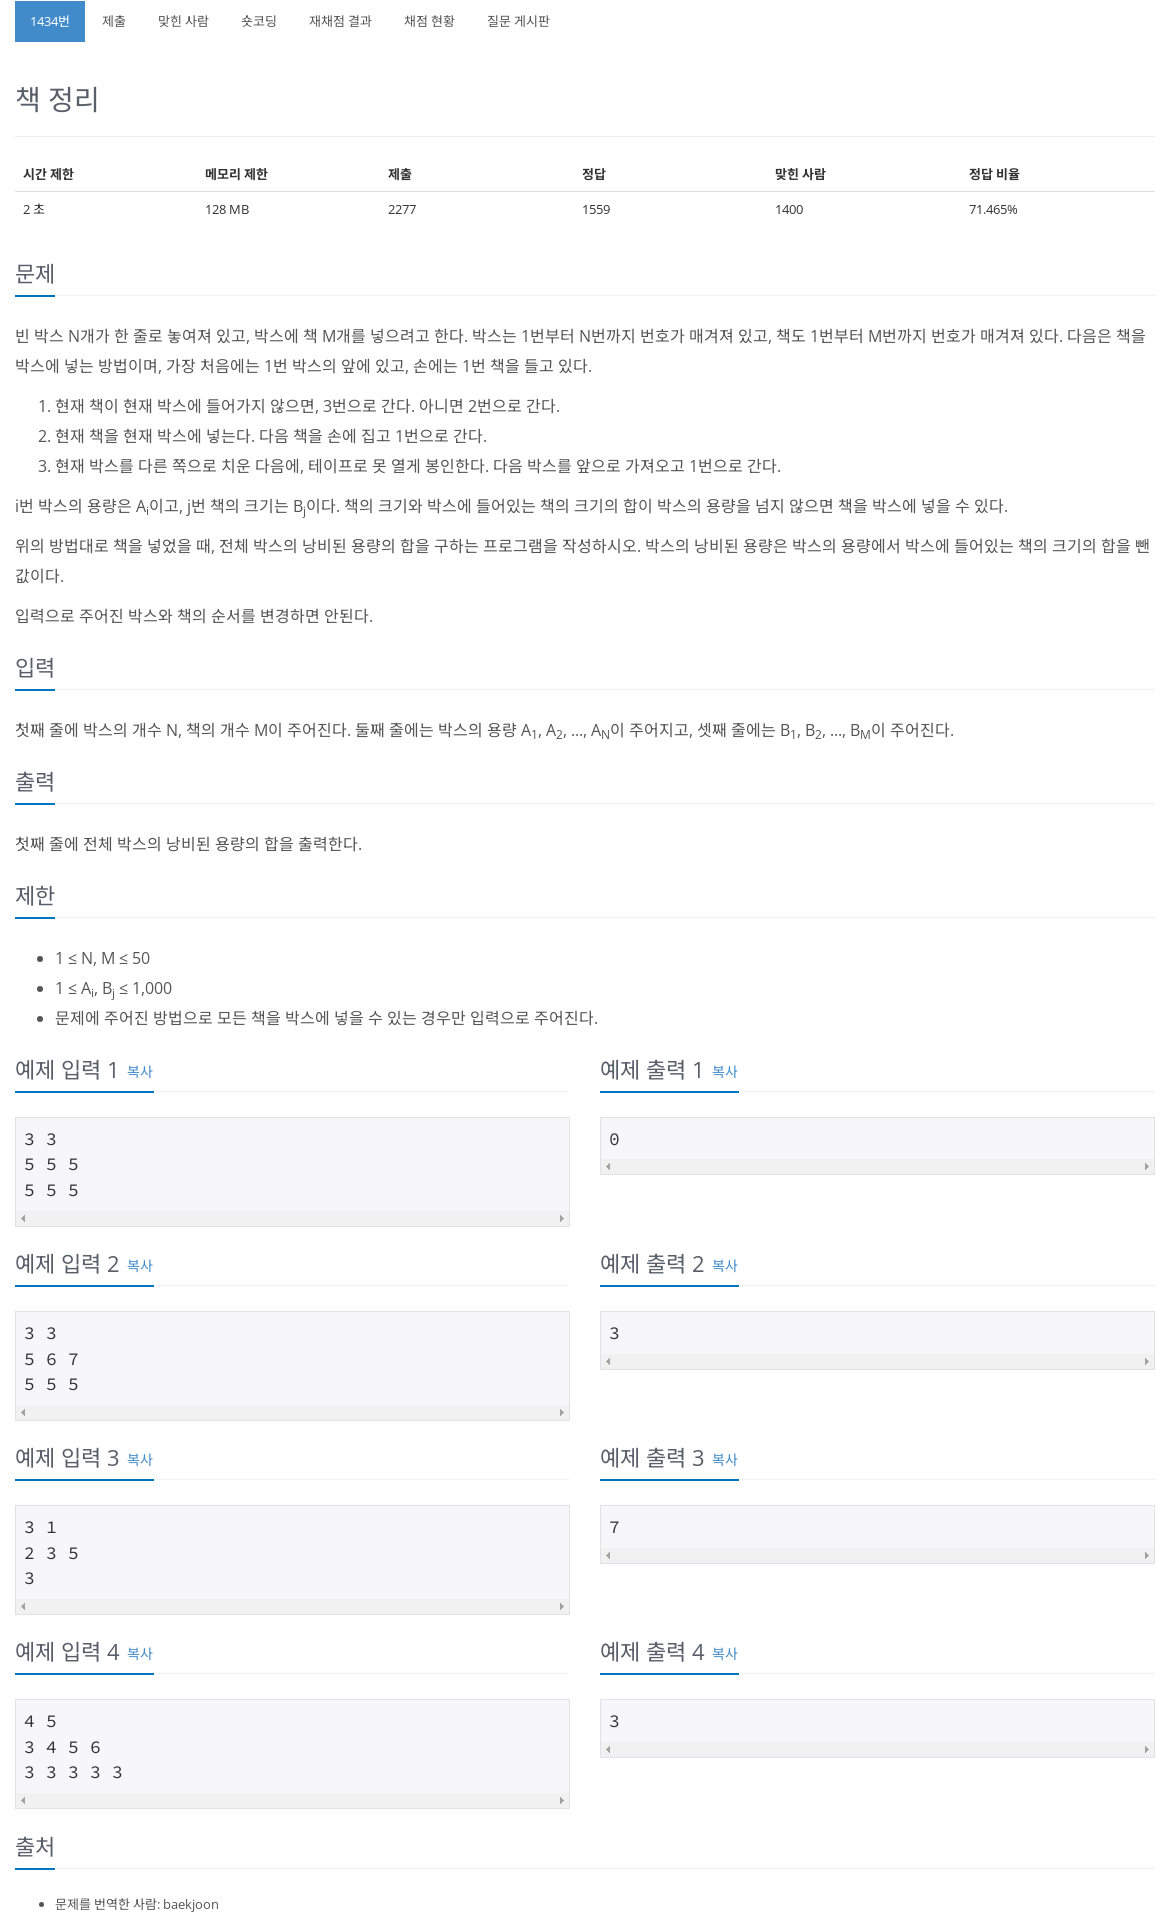 1434번 제출 맞힌 사람 숏코딩 재채점 결과 채점 현황 질문 게시판
책 정리
시간 제한 메모리 제한 제출 정답 맞힌 사람 정답 비율
2 초 128 MB 2277 1559 1400 71.465%
문제
빈 박스 N개가 한 줄로 놓여져 있고, 박스에 책 M개를 넣으려고 한다. 박스는 1번부터 N번까지 번호가 매겨져 있고, 책도 1번부터 M번까지 번호가 매겨져 있다. 다음은 책을
박스에 넣는 방법이며, 가장 처음에는 1번 박스의 앞에 있고, 손에는 1번 책을 들고 있다.
1. 현재 책이 현재 박스에 들어가지 않으면, 3번으로 간다. 아니면 2번으로 간다.
2. 현재 책을 현재 박스에 넣는다. 다음 책을 손에 집고 1번으로 간다.
3. 현재 박스를 다른 쪽으로 치운 다음에, 테이프로 못 열게 봉인한다. 다음 박스를 앞으로 가져오고 1번으로 간다.
i번 박스의 용량은 Ai이고, j번 책의 크기는 Bj이다. 책의 크기와 박스에 들어있는 책의 크기의 합이 박스의 용량을 넘지 않으면 책을 박스에 넣을 수 있다.
위의 방법대로 책을 넣었을 때, 전체 박스의 낭비된 용량의 합을 구하는 프로그램을 작성하시오. 박스의 낭비된 용량은 박스의 용량에서 박스에 들어있는 책의 크기의 합을 뺀
값이다.
입력으로 주어진 박스와 책의 순서를 변경하면 안된다.
입력
첫째 줄에 박스의 개수 N, 책의 개수 M이 주어진다. 둘째 줄에는 박스의 용량 A1, A2, ..., AN이 주어지고, 셋째 줄에는 B1, B2, ..., BM이 주어진다.
출력
첫째 줄에 전체 박스의 낭비된 용량의 합을 출력한다.
제한
• 1 ≤ N, M ≤ 50
• 1 ≤ Ai, Bj ≤ 1,000
• 문제에 주어진 방법으로 모든 책을 박스에 넣을 수 있는 경우만 입력으로 주어진다.
예제 입력 1 복사
3 3
5 5 5
5 5 5
예제 출력 1 복사
0
예제 입력 2 복사
3 3
5 6 7
5 5 5
예제 출력 2 복사
3
예제 입력 3 복사
3 1
2 3 5
3
예제 출력 3 복사
7
예제 입력 4 복사
4 5
3 4 5 6
3 3 3 3 3
예제 출력 4 복사
3
출처
• 문제를 번역한 사람: baekjoon